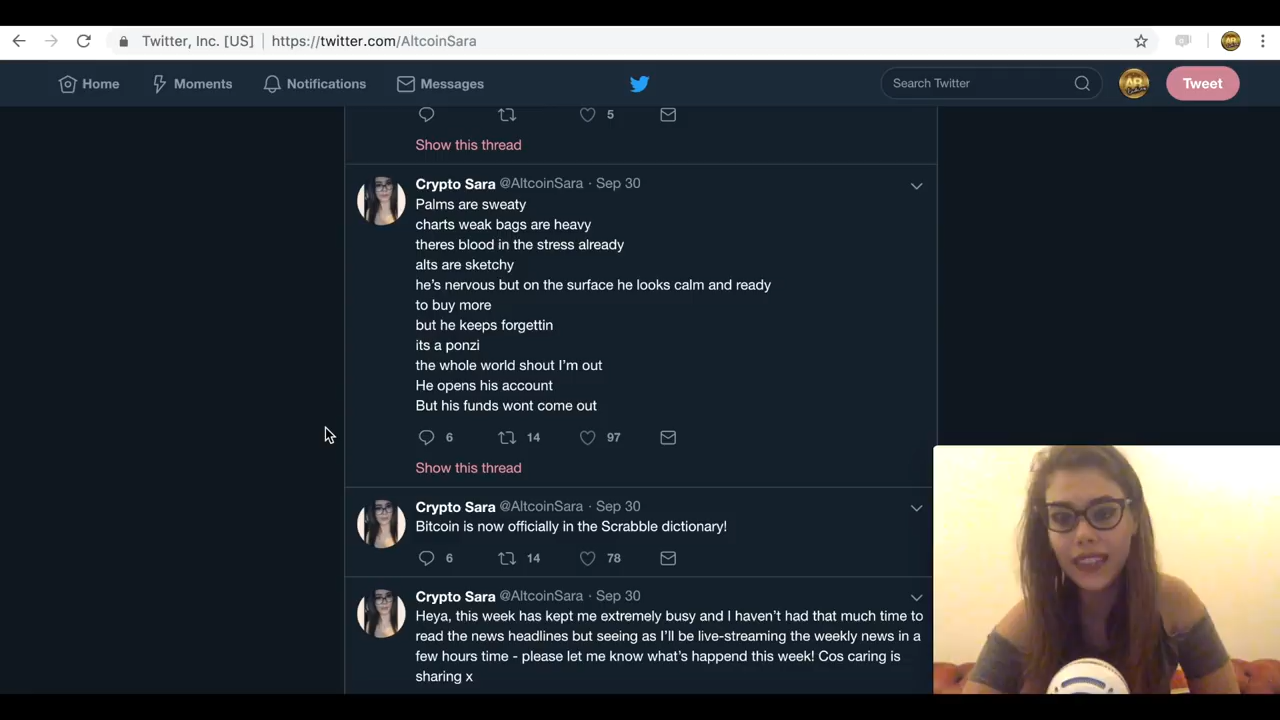 Twitter, Inc. [US] https://twitter.com/AltcoinSara
Home Moments Notifications Messages Search Twitter Tweet
5
Show this thread
Crypto Sara @AltcoinSara · Sep 30
Palms are sweaty
charts weak bags are heavy
theres blood in the stress already
alts are sketchy
he's nervous but on the surface he looks calm and ready
to buy more
but he keeps forgettin
its a ponzi
the whole world shout I'm out
He opens his account
But his funds wont come out
6 14 97
Show this thread
Crypto Sara @AltcoinSara · Sep 30
Bitcoin is now officially in the Scrabble dictionary!
6 14 78
Crypto Sara @AltcoinSara · Sep 30
Heya, this week has kept me extremely busy and I haven't had that much time to
read the news headlines but seeing as I'll be live-streaming the weekly news in a
few hours time - please let me know what's happend this week! Cos caring is
sharing x